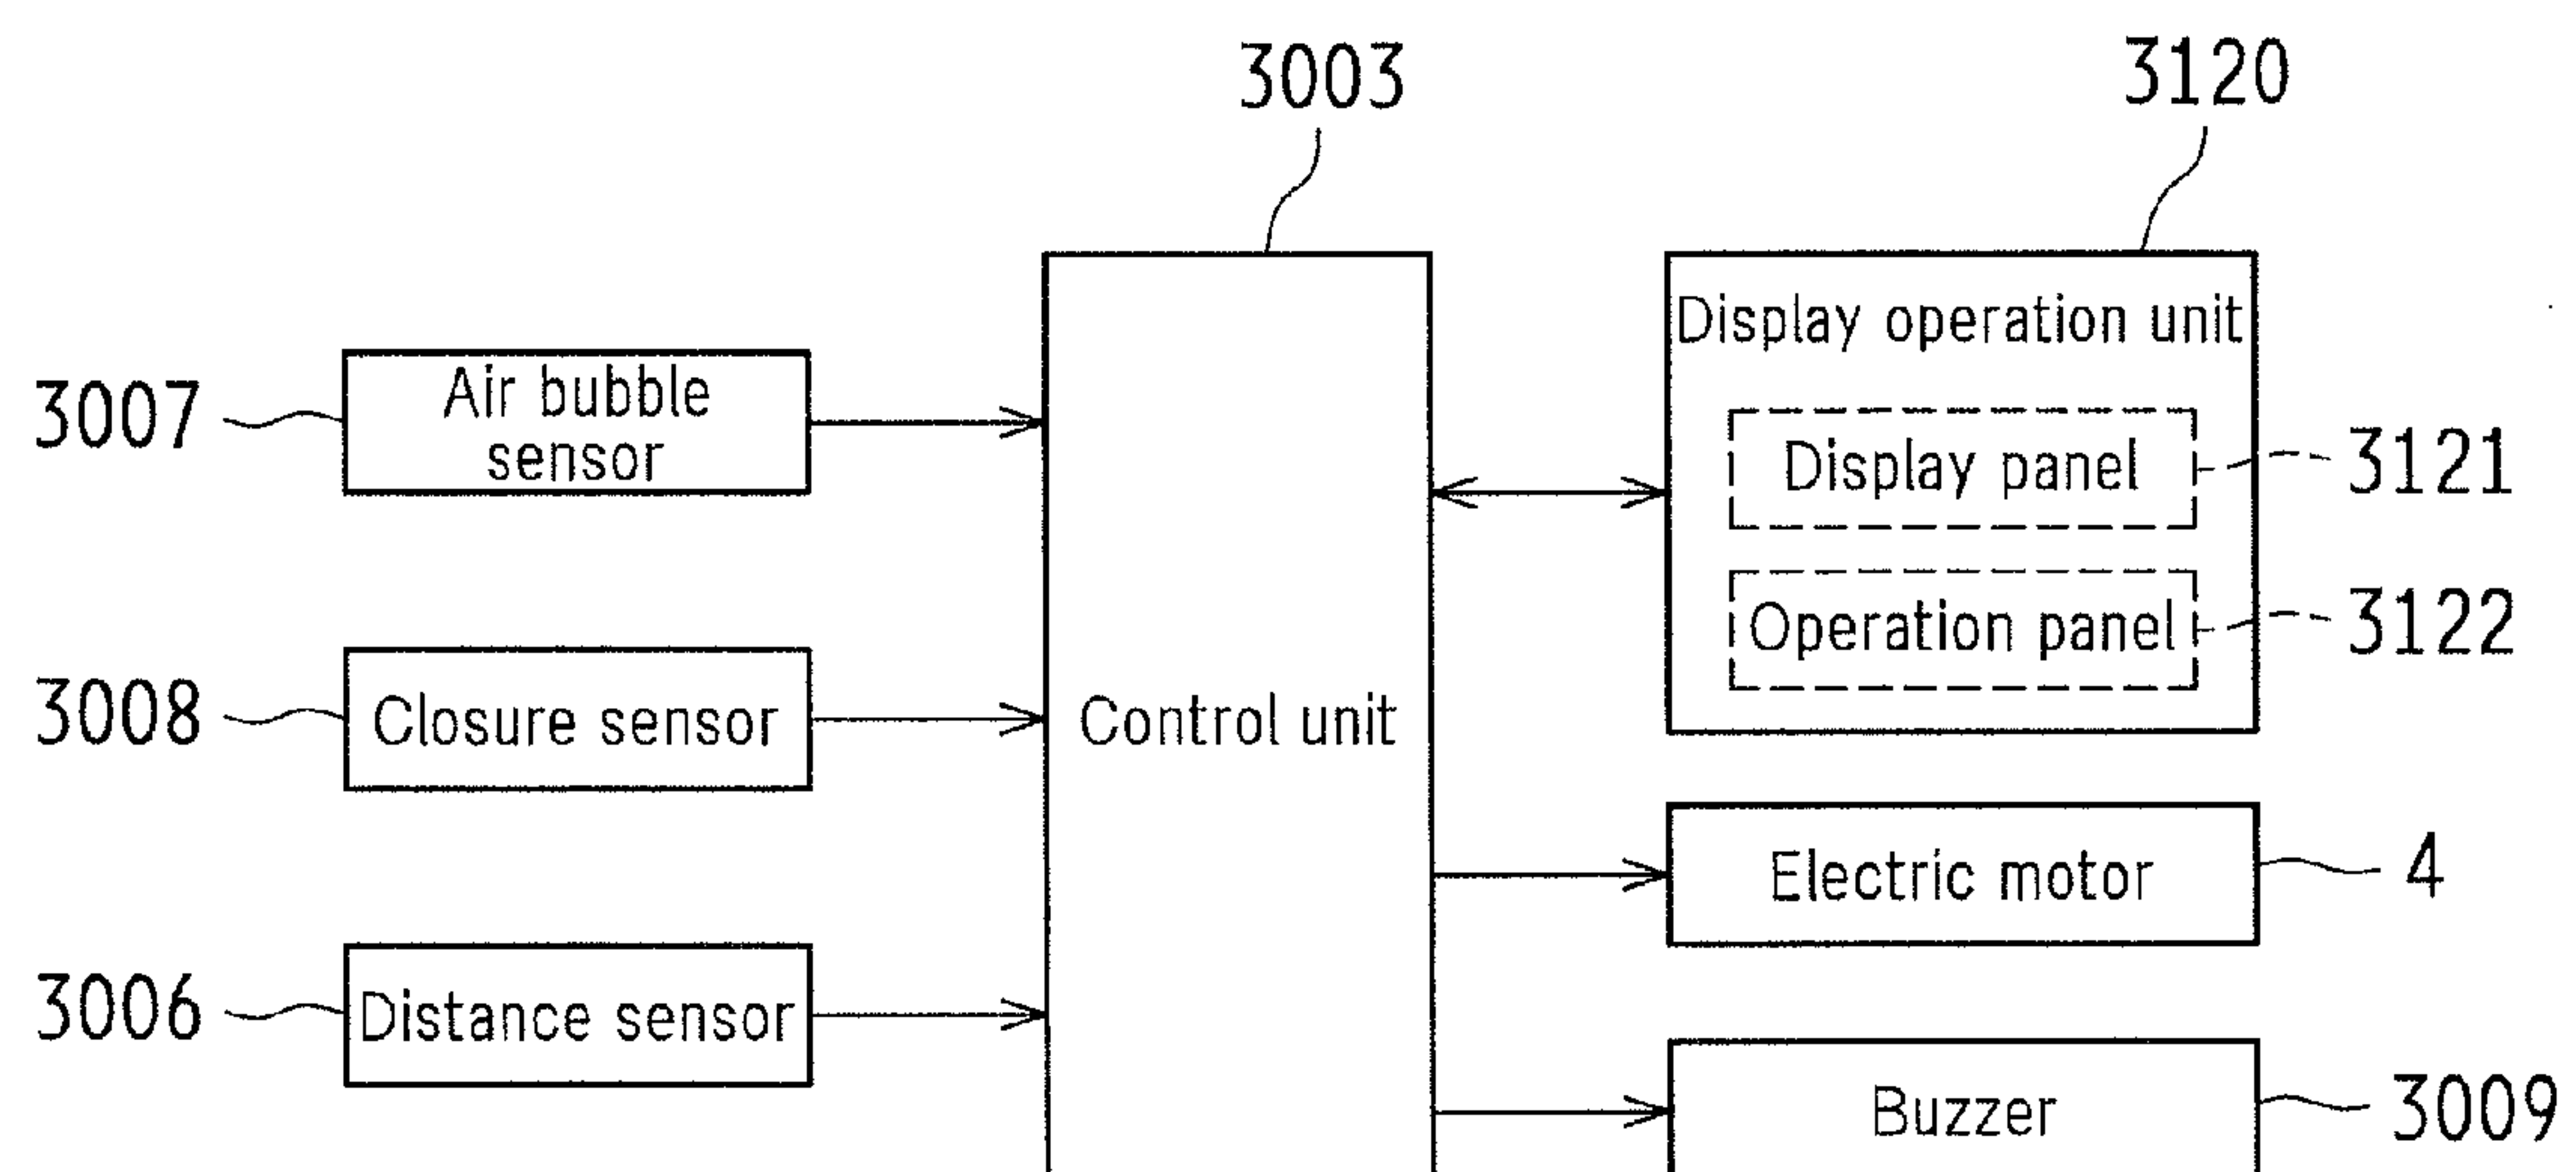 3003
3120
Display operation unit
3007
Air bubble
sensor
Display panel
3121
Operation panel
3122
3008
Closure sensor
Control unit
Electric motor
4
3006
Distance sensor
Buzzer
3009